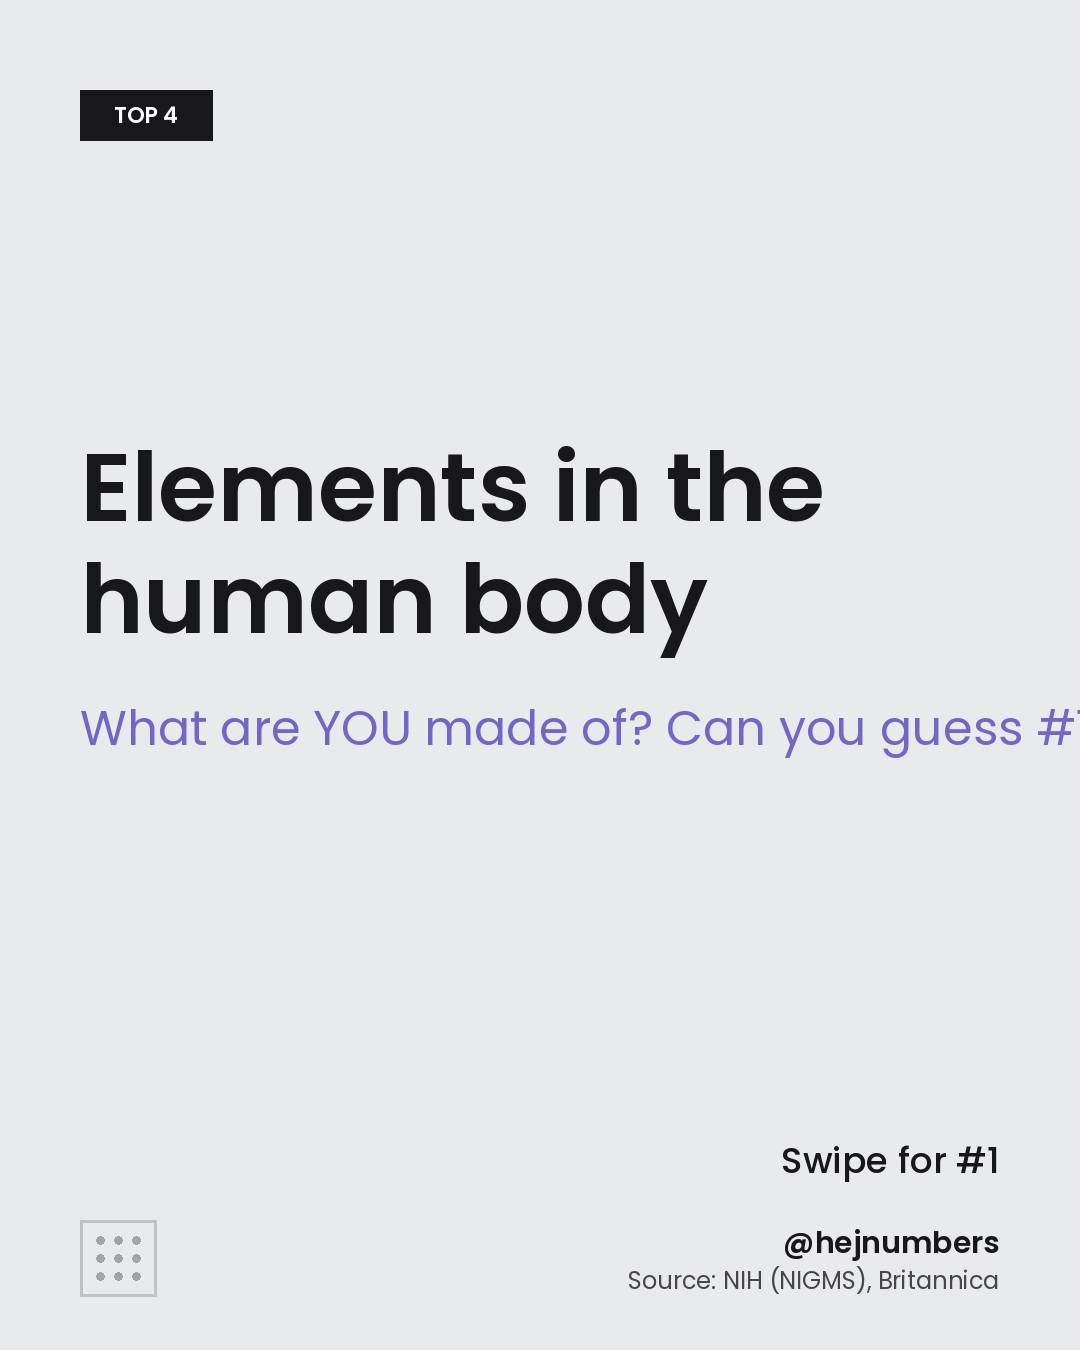 TOP 4
Elements in the
human body
What are YOU made of? Can you guess #1
Swipe for #1
@hejnumbers
Source: NIH (NIGMS), Britannica